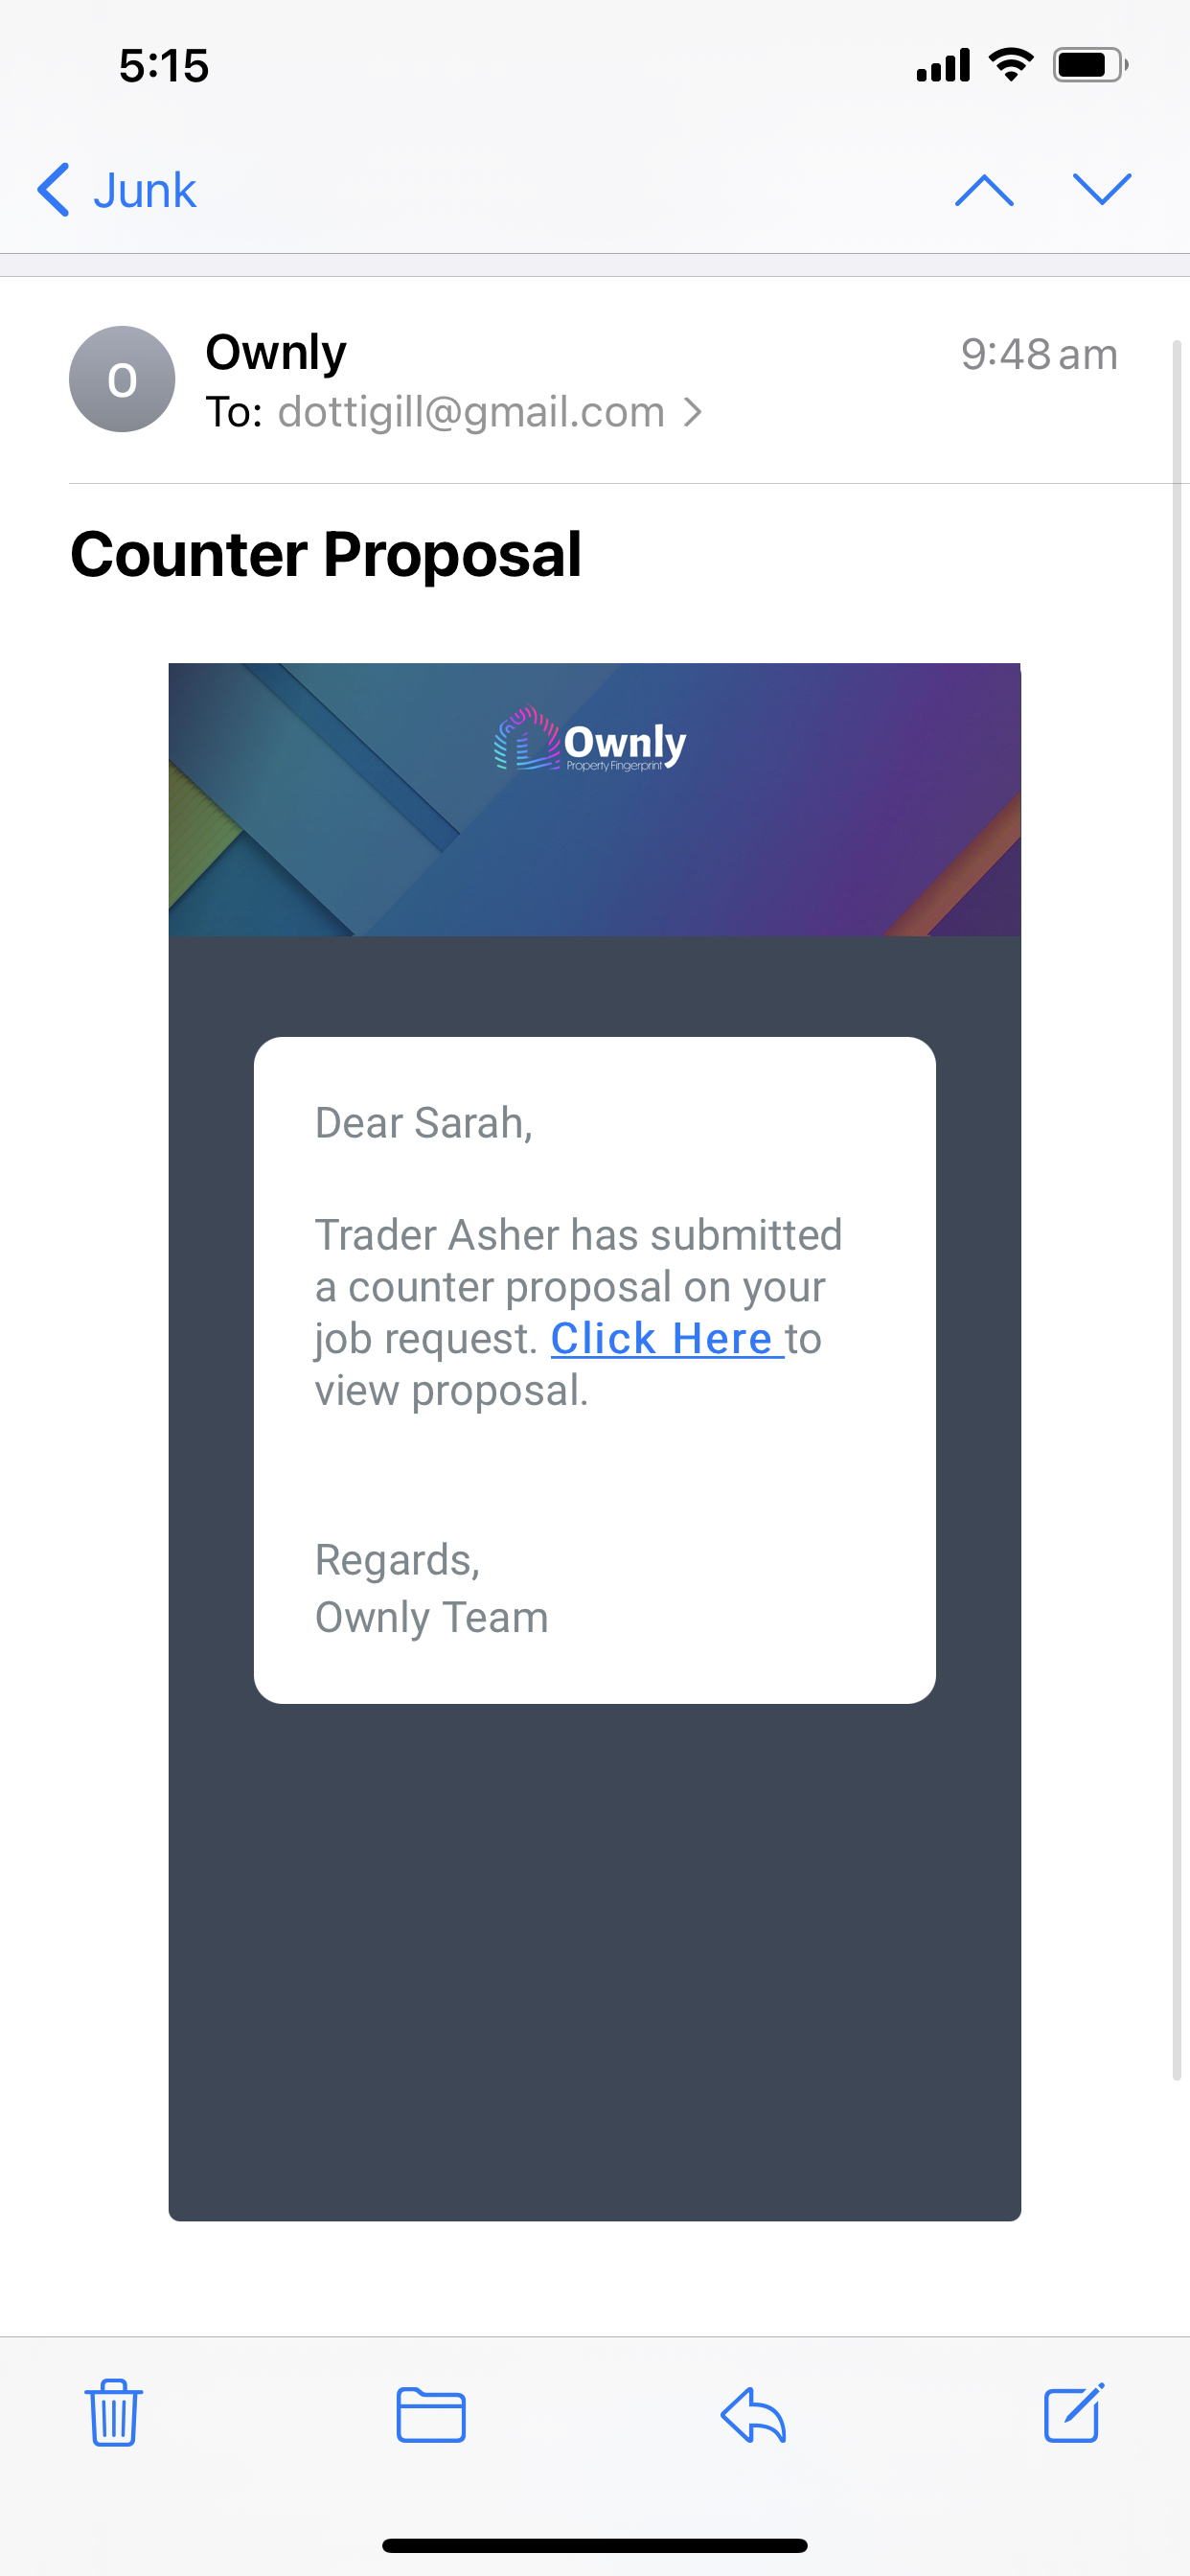 5:15
Junk
O
Ownly
9:48 am
To: dottigill@gmail.com
Counter Proposal
Ownly
Property Fingerprint
Dear Sarah,
Trader Asher has submitted
a counter proposal on your
job request. Click Here to
view proposal.
Regards,
Ownly Team